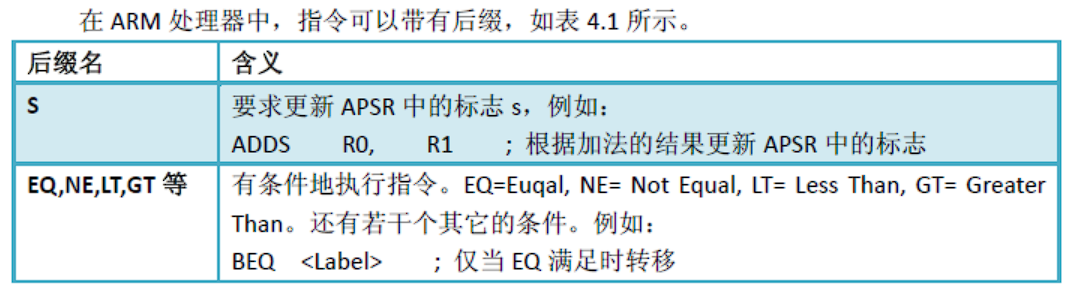 在 ARM 处理器中，指令可以带有后缀，如表 4.1 所示。
后缀名 含义
S 要求更新 APSR 中的标志 s，例如：
ADDS R0, R1 ; 根据加法的结果更新 APSR 中的标志
EQ,NE,LT,GT 等 有条件地执行指令。EQ=Euqal, NE= Not Equal, LT= Less Than, GT= Greater
Than。还有若干个其它的条件。例如：
BEQ <Label> ; 仅当 EQ 满足时转移